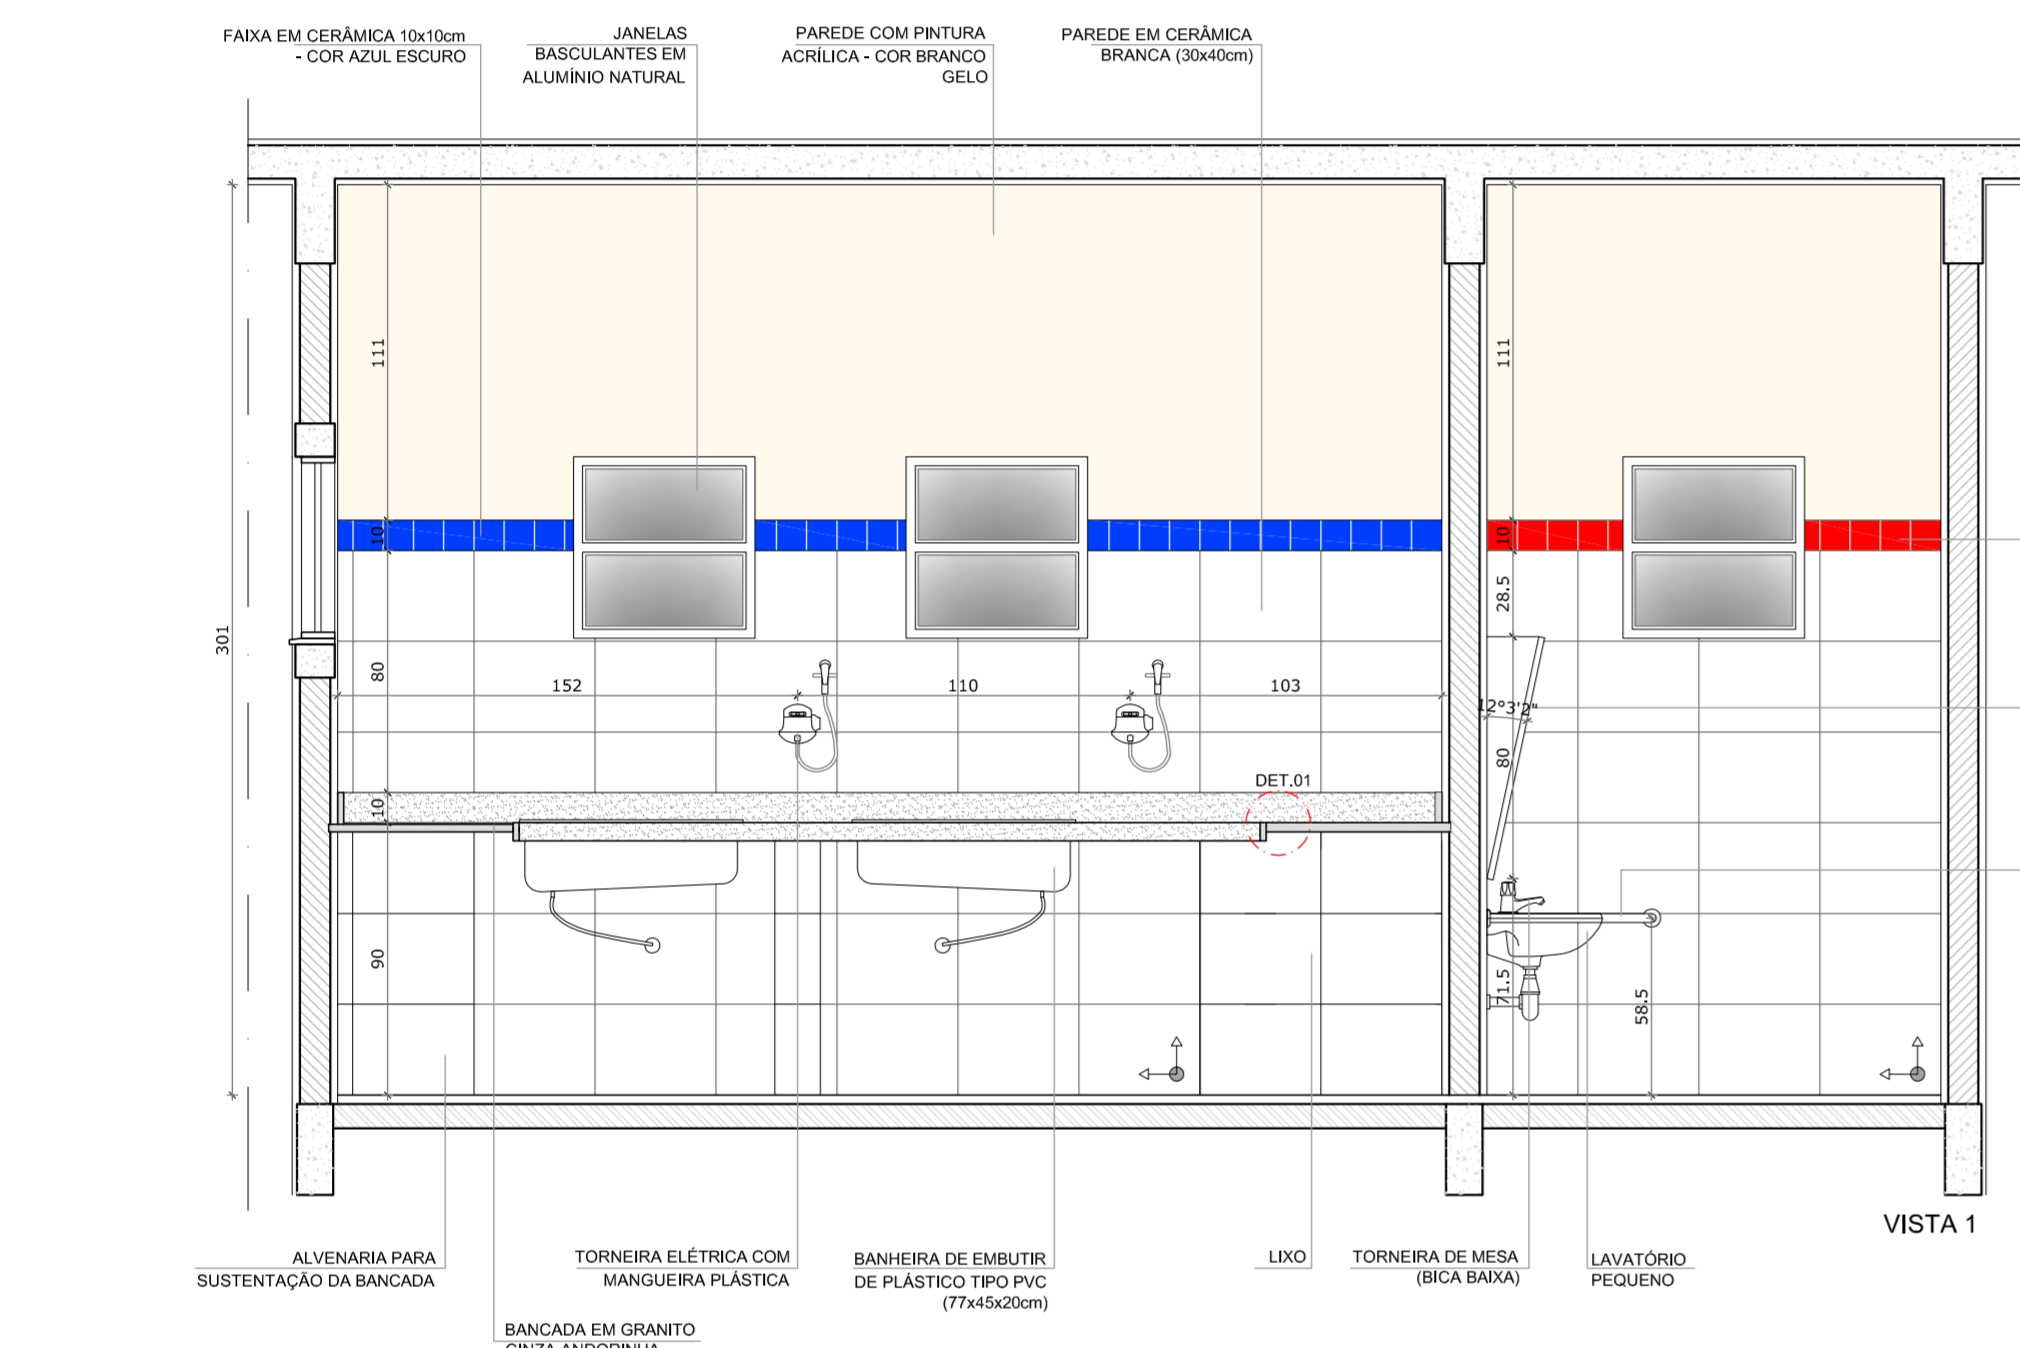 FAIXA EM CERÂMICA 10x10cm
- COR AZUL ESCURO
JANELAS
BASCULANTES EM
ALUMÍNIO NATURAL
PAREDE COM PINTURA
ACRÍLICA - COR BRANCO
GELO
PAREDE EM CERÂMICA
BRANCA (30x40cm)
111
111
10
10
28.5
301
80
152
110
103
12°3'2"
80
DET.01
10
90
71.5
58.5
VISTA 1
ALVENARIA PARA
SUSTENTAÇÃO DA BANCADA
TORNEIRA ELÉTRICA COM
MANGUEIRA PLÁSTICA
BANHEIRA DE EMBUTIR
DE PLÁSTICO TIPO PVC
(77x45x20cm)
LIXO
TORNEIRA DE MESA
(BICA BAIXA)
LAVATÓRIO
PEQUENO
BANCADA EM GRANITO
CINZA ANDORINHA